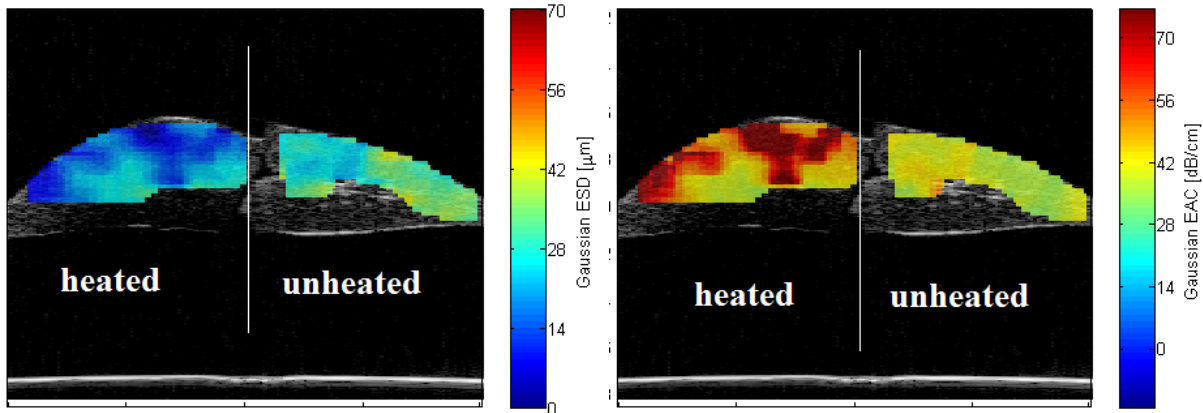 70
56
42
28
14
0
Gaussian ESD [μm]
heated
unheated
70
56
42
28
14
0
Gaussian EAC [dB/cm]
heated
unheated